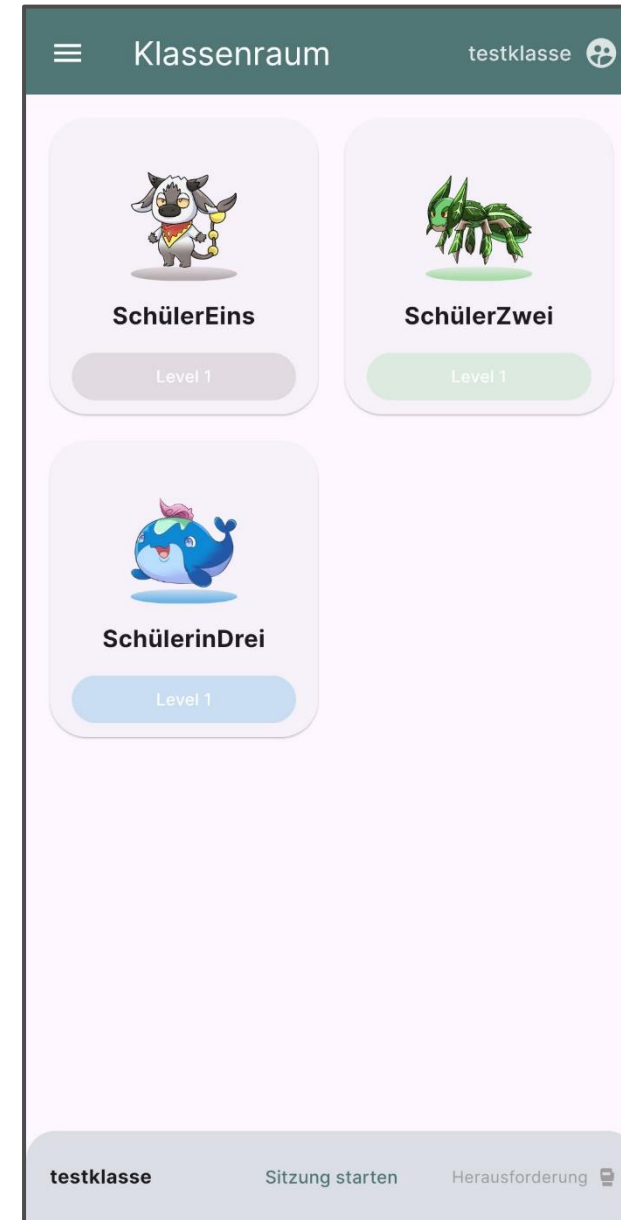 Klassenraum testklasse
SchülerEins
Level 1
SchülerZwei
Level 1
SchülerinDrei
Level 1
testklasse Sitzung starten Herausforderung